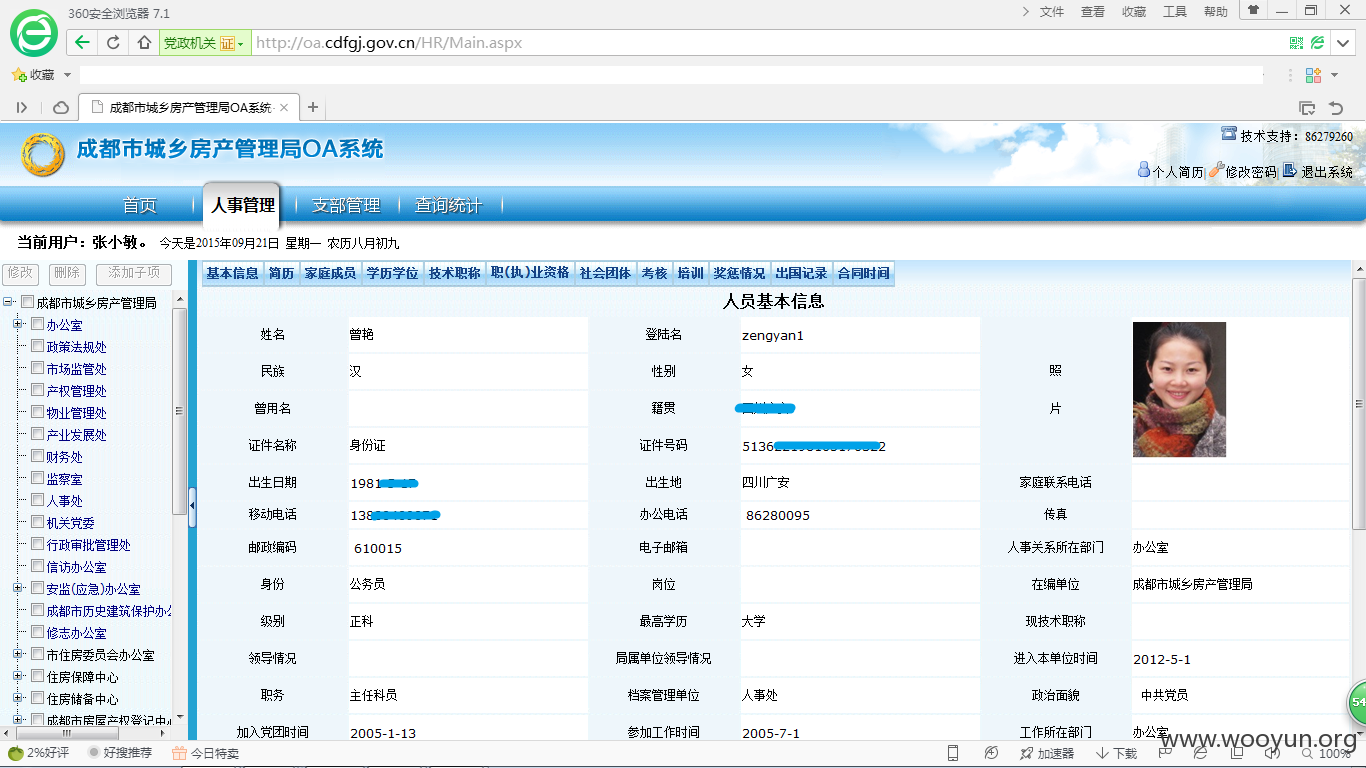 360安全浏览器 7.1
文件 查看 收藏 工具 帮助
党政机关 证 http://oa.cdfgj.gov.cn/HR/Main.aspx
收藏
成都市城乡房产管理局OA系统
成都市城乡房产管理局OA系统
技术支持：86279260
个人简历| 修改密码| 退出系统
首页 人事管理 支部管理 查询统计
当前用户：张小敏。 今天是2015年09月21日 星期一 农历八月初九
修改 删除 添加子项
成都市城乡房产管理局
办公室
政策法规处
市场监管处
产权管理处
物业管理处
产业发展处
财务处
监察室
人事处
机关党委
行政审批管理处
信访办公室
安监(应急)办公室
成都市历史建筑保护办
修志办公室
市住房委员会办公室
住房保障中心
住房储备中心
成都市房屋产权登记中
基本信息 简历 家庭成员 学历学位 技术职称 职(执)业资格 社会团体 考核 培训 奖惩情况 出国记录 合同时间
人员基本信息
姓名 曾艳 登陆名 zengyan1
民族 汉 性别 女 照
曾用名 籍贯 片
证件名称 身份证 证件号码 5136
出生日期 1981 出生地 四川广安 家庭联系电话
移动电话 138 办公电话 86280095 传真
邮政编码 610015 电子邮箱 人事关系所在部门 办公室
身份 公务员 岗位 在编单位 成都市城乡房产管理局
级别 正科 最高学历 大学 现技术职称
领导情况 局属单位领导情况 进入本单位时间 2012-5-1
职务 主任科员 档案管理单位 人事处 政治面貌 中共党员
加入党团时间 2005-1-13 参加工作时间 2005-7-1 工作所在部门 办公室
54
www.wooyun.org
2%好评 好搜推荐 今日特卖 加速器 下载 100%